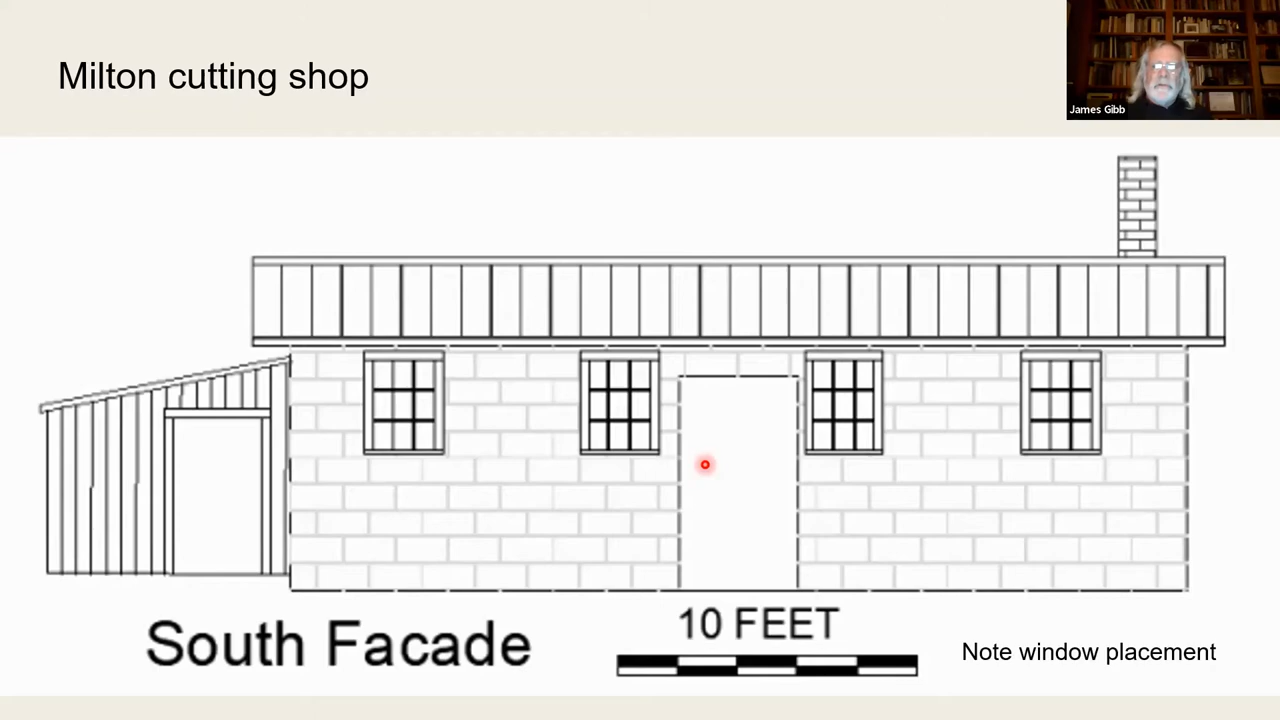 Milton cutting shop
James Gibb
South Facade
10 FEET
Note window placement